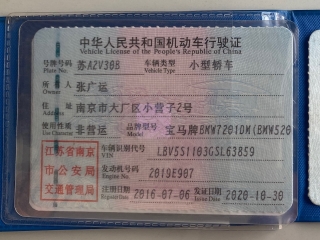 中华人民共和国机动车行驶证
Vehicle License of the People's Republic of China
号牌号码 苏A2V308 车辆类型 小型轿车
Plate No. Vehicle Type
所有人 张广运
Owner
住址 南京市大厂区小营子2号
Address
使用性质 非营运 品牌型号 宝马牌BMW7201DM(BMW520
Use Character Model
江苏省南京
市公安局
交通管理局
车辆识别代号 LBV5S1103GSL63859
VIN
发动机号码 2019E907
Engine No.
注册日期 2016-07-06 发证日期 2020-10-30
Register Date Issue Date